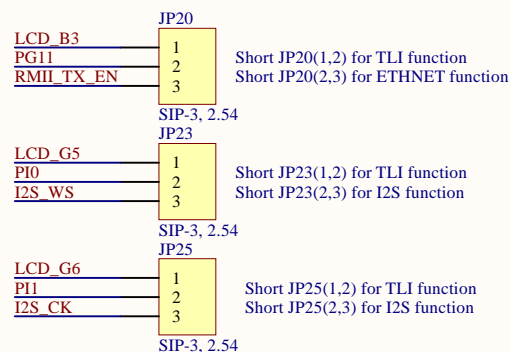 JP20
LCD_B3
1
PG11
2
Short JP20(1,2) for TLI function
RMII_TX_EN
3
Short JP20(2,3) for ETHNET function
SIP-3, 2.54
JP23
LCD_G5
1
PI0
2
Short JP23(1,2) for TLI function
I2S_WS
3
Short JP23(2,3) for I2S function
SIP-3, 2.54
JP25
LCD_G6
1
PI1
2
Short JP25(1,2) for TLI function
I2S_CK
3
Short JP25(2,3) for I2S function
SIP-3, 2.54